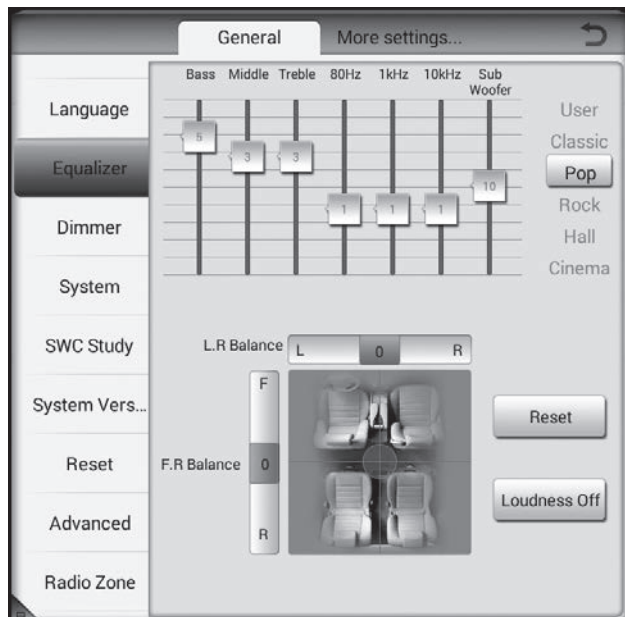 General
More settings...
Language
Equalizer
Dimmer
System
SWC Study
System Vers...
Reset
Advanced
Radio Zone
Bass Middle Treble 80Hz 1kHz 10kHz Sub Woofer
5 3 3 1 1 1 10
User
Classic
Pop
Rock
Hall
Cinema
L.R Balance L 0 R
F
F.R Balance 0
R
Reset
Loudness Off